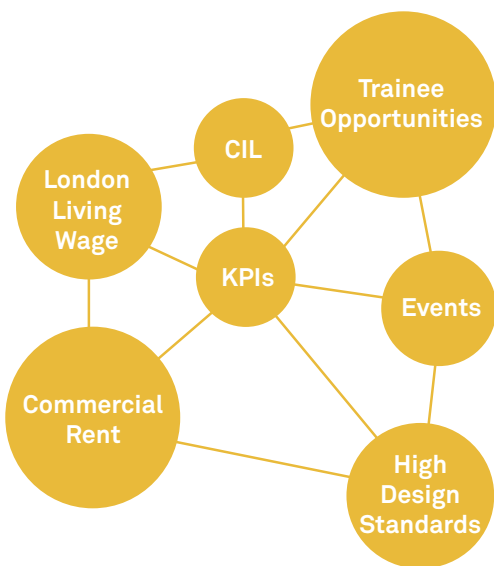 Trainee
Opportunities
CIL
London
Living
Wage
KPIs
Events
Commercial
Rent
High
Design
Standards